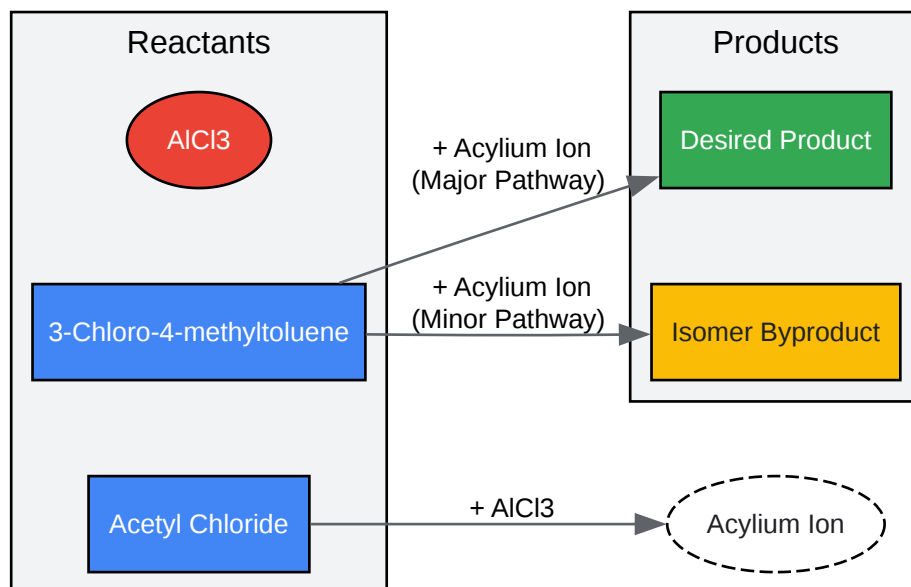 Reactants
Products
AlCl3
Desired Product
+ Acylium Ion
(Major Pathway)
3-Chloro-4-methyltoluene
+ Acylium Ion
(Minor Pathway)
Isomer Byproduct
Acetyl Chloride
+ AlCl3
Acylium Ion